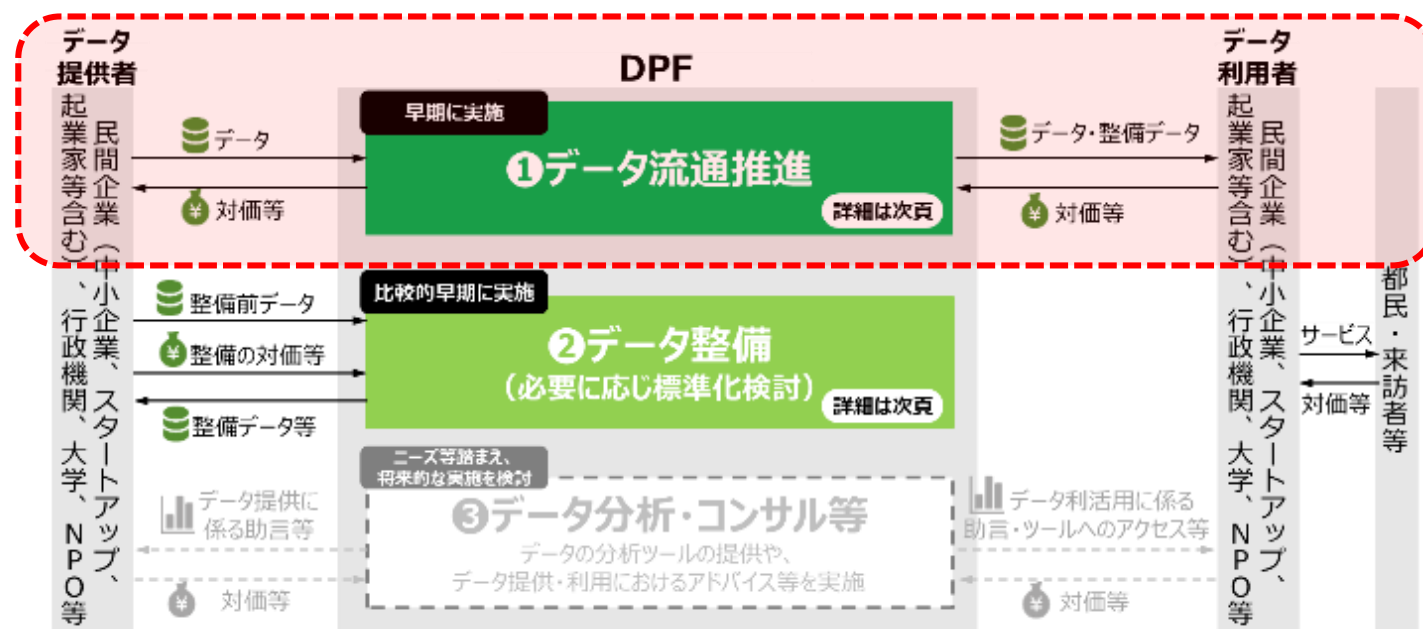 データ
提供者
DPF
データ
利用者
民間企業（中小企業、スタートアップ、
起業家等含む）、行政機関、大学、NPO等
データ
対価等
早期に実施
❶データ流通推進
詳細は次頁
データ・整備データ
対価等
民間企業（中小企業、スタートアップ、
起業家等含む）、行政機関、大学、NPO等
都民・来訪者等
整備前データ
整備の対価等
整備データ等
比較的早期に実施
❷データ整備
（必要に応じ標準化検討）
詳細は次頁
サービス
対価等
データ提供に
係る助言等
対価等
ニーズ等踏まえ、
将来的な実施を検討
❸データ分析・コンサル等
データの分析ツールの提供や、
データ提供・利用におけるアドバイス等を実施
データ利活用に係る
助言・ツールへのアクセス等
対価等